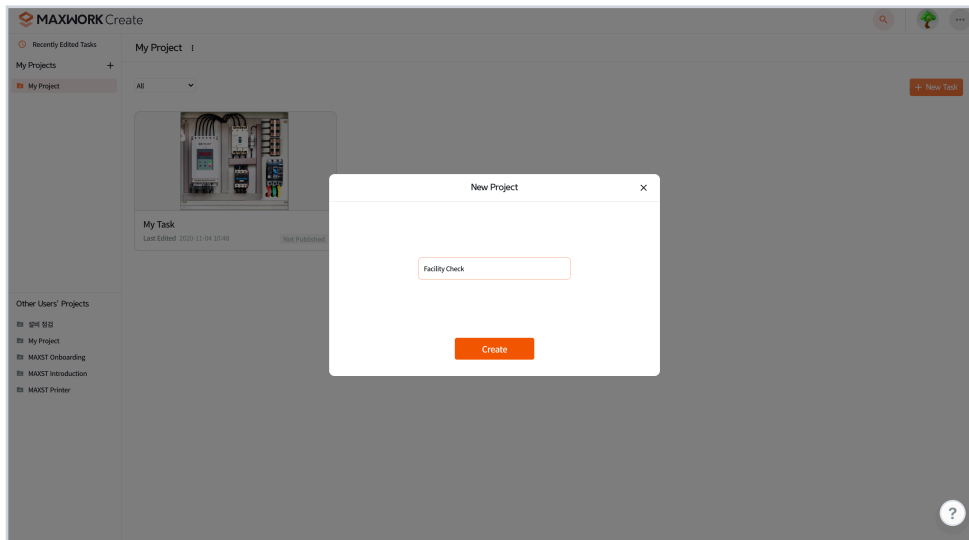 MAXWORK Create
Recently Edited Tasks
My Projects +
My Project
My Project
All
+ New Task
My Task
Last Edited 2020-11-04 10:48
Not Published
New Project
Facility Check
Create
Other Users' Projects
설비 점검
My Project
MAXST Onboarding
MAXST Introduction
MAXST Printer
?